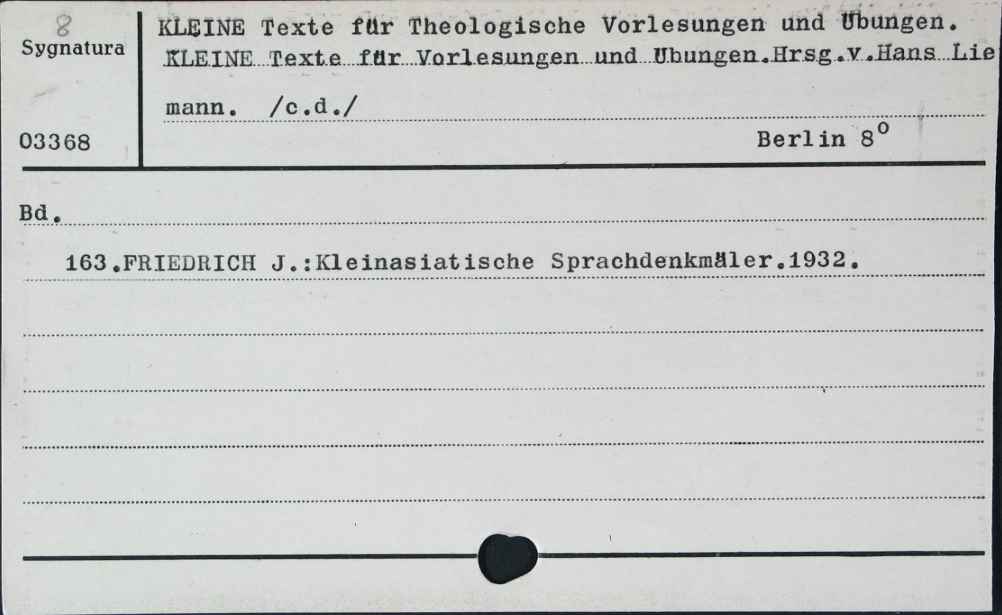 8
Sygnatura
03368
KLEINE Texte für Theologische Vorlesungen und Übungen.
KLEINE Texte für Vorlesungen und Übungen.Hrsg.v.Hans Lie
mann. /c.d./
Berlin 8º
Bd.
163.FRIEDRICH J.:Kleinasiatische Sprachdenkmäler.1932.